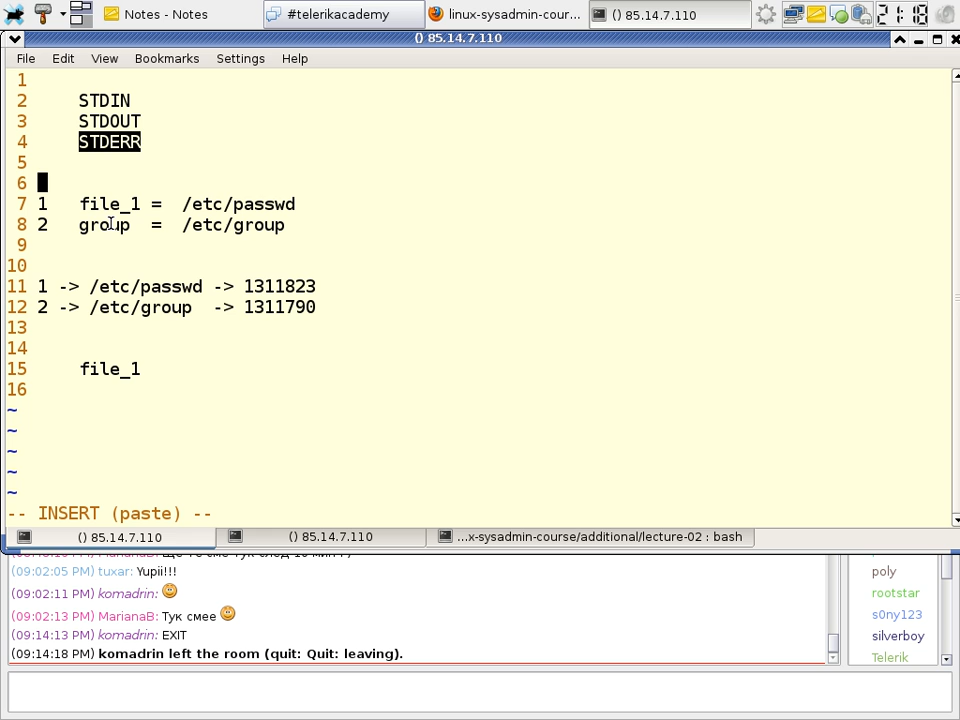 Notes - Notes
#telerikacademy
linux-sysadmin-cour...
() 85.14.7.110
21:18
() 85.14.7.110
File Edit View Bookmarks Settings Help
1
2 STDIN
3 STDOUT
4 STDERR
5
6
7 1 file_1 = /etc/passwd
8 2 group = /etc/group
9
10
11 1 -> /etc/passwd -> 1311823
12 2 -> /etc/group -> 1311790
13
14
15 file_1
16
~
~
~
~
~
-- INSERT (paste) --
() 85.14.7.110
() 85.14.7.110
...x-sysadmin-course/additional/lecture-02 : bash
(09:02:05 PM) tuxar: Yupii!!!
(09:02:11 PM) komadrin:
(09:02:13 PM) MarianaB: Тук смее
(09:14:13 PM) komadrin: EXIT
(09:14:18 PM) komadrin left the room (quit: Quit: leaving).
poly
rootstar
s0ny123
silverboy
Telerik